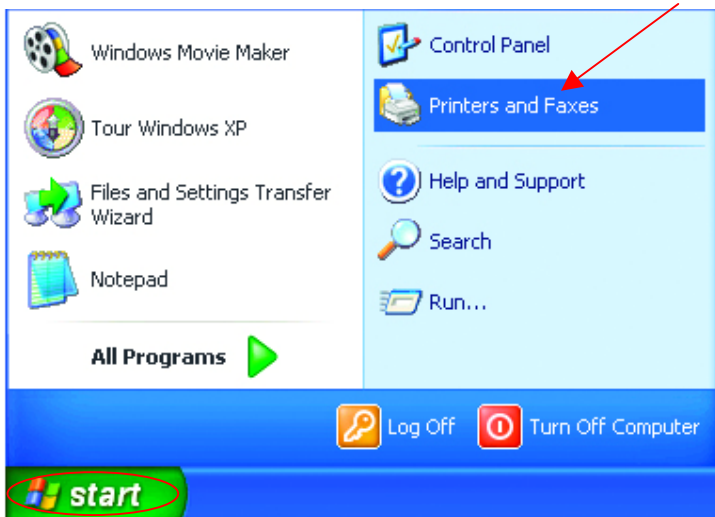 Windows Movie Maker
Tour Windows XP
Files and Settings Transfer
Wizard
Notepad
All Programs
Control Panel
Printers and Faxes
Help and Support
Search
Run...
Log Off
Turn Off Computer
start